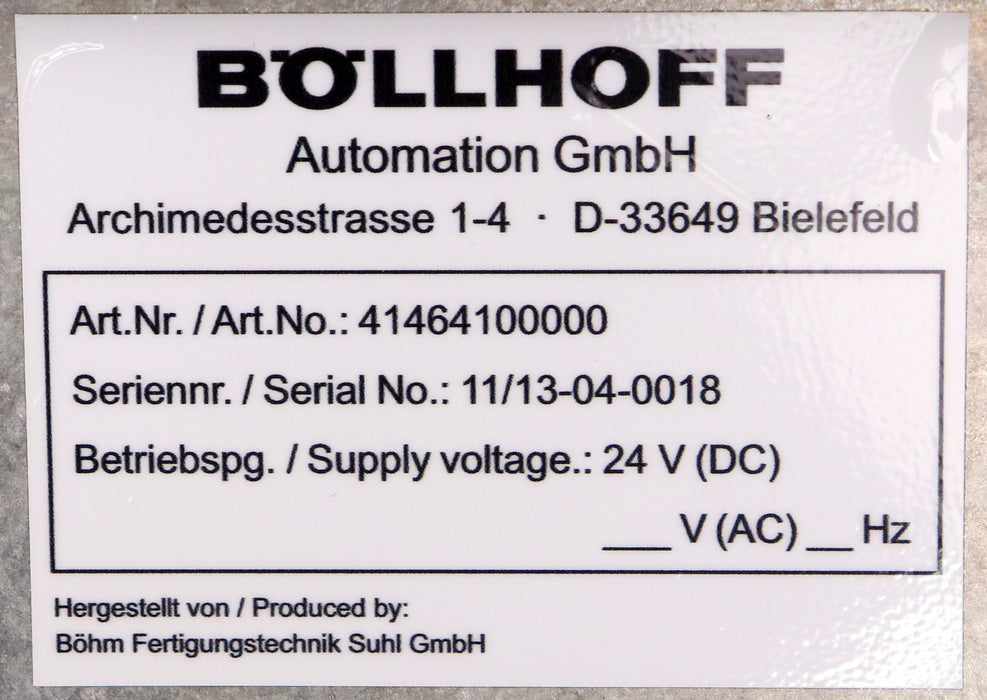 BÖLLHOFF
Automation GmbH
Archimedesstrasse 1-4 · D-33649 Bielefeld
Art.Nr. / Art.No.: 41464100000
Seriennr. / Serial No.: 11/13-04-0018
Betriebspg. / Supply voltage.: 24 V (DC)
___ V (AC) __ Hz
Hergestellt von / Produced by:
Böhm Fertigungstechnik Suhl GmbH